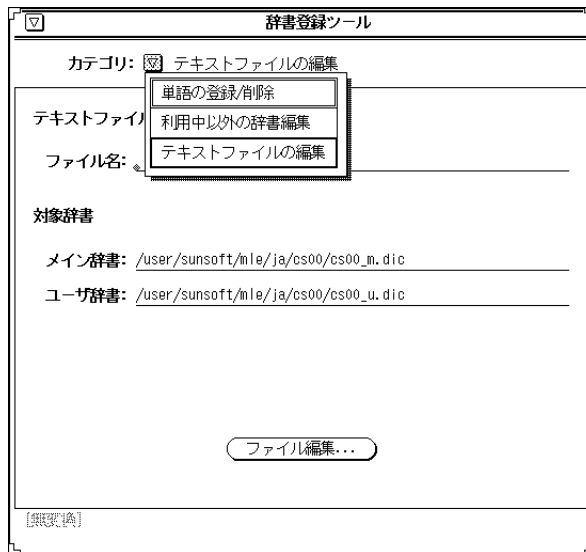 辞書登録ツール
カテゴリ: テキストファイルの編集
単語の登録/削除
利用中以外の辞書編集
テキストファイルの編集
テキストファイ
ファイル名:
対象辞書
メイン辞書: /user/sunsoft/mle/ja/cs00/cs00_m.dic
ユーザ辞書: /user/sunsoft/mle/ja/cs00/cs00_u.dic
ファイル編集...